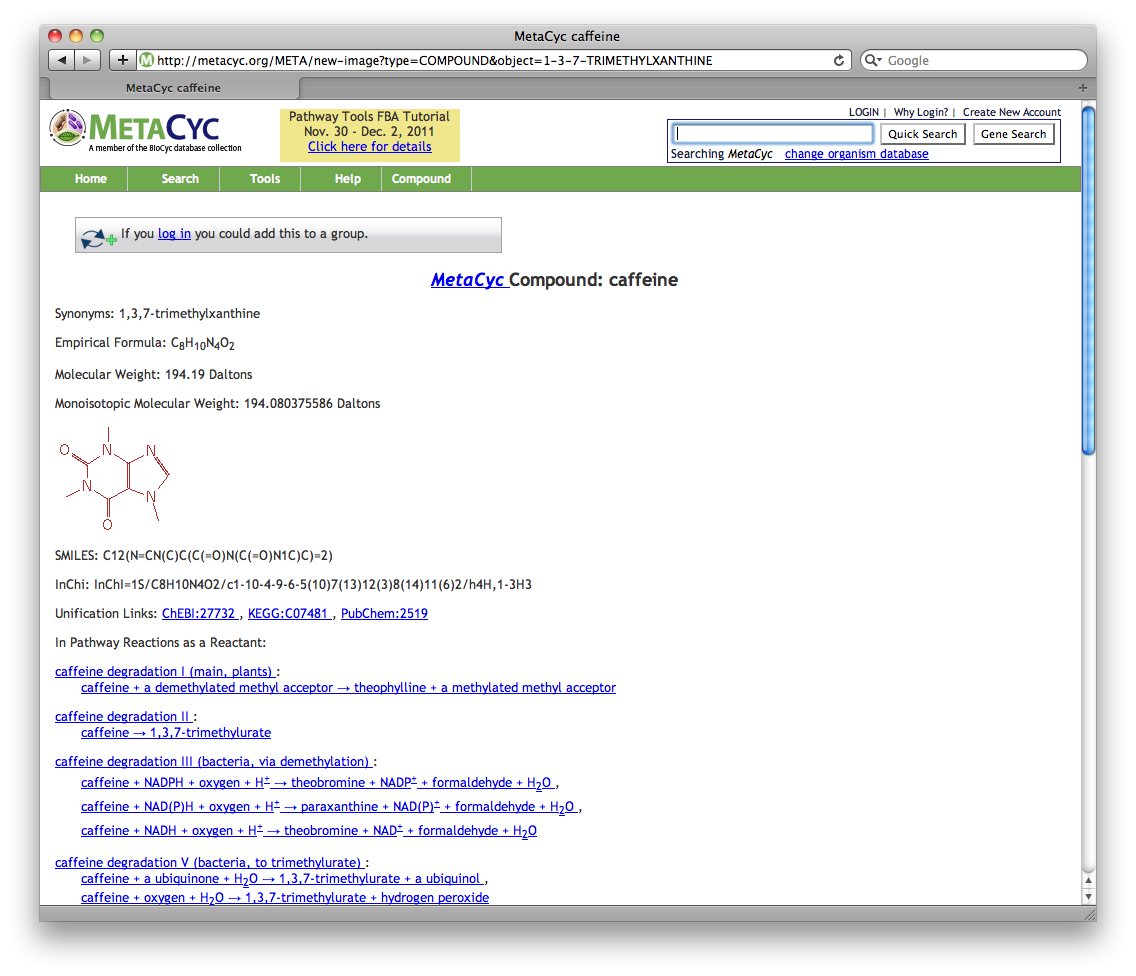 MetaCyc caffeine
http://metacyc.org/META/new-image?type=COMPOUND&object=1-3-7-TRIMETHYLXANTHINE
Google
MetaCyc caffeine
METACYC
A member of the BioCyc database collection
Pathway Tools FBA Tutorial
Nov. 30 - Dec. 2, 2011
Click here for details
LOGIN | Why Login? | Create New Account
Quick Search Gene Search
Searching MetaCyc change organism database
Home Search Tools Help Compound
If you log in you could add this to a group.
MetaCyc Compound: caffeine
Synonyms: 1,3,7-trimethylxanthine
Empirical Formula: C8H10N4O2
Molecular Weight: 194.19 Daltons
Monoisotopic Molecular Weight: 194.080375586 Daltons
O N N
N N
O
SMILES: C12(N=CN(C)C(C(=O)N(C(=O)N1C)C)=2)
InChi: InChI=1S/C8H10N4O2/c1-10-4-9-6-5(10)7(13)12(3)8(14)11(6)2/h4H,1-3H3
Unification Links: ChEBI:27732 , KEGG:C07481 , PubChem:2519
In Pathway Reactions as a Reactant:
caffeine degradation I (main, plants) :
caffeine + a demethylated methyl acceptor → theophylline + a methylated methyl acceptor
caffeine degradation II :
caffeine → 1,3,7-trimethylurate
caffeine degradation III (bacteria, via demethylation) :
caffeine + NADPH + oxygen + H+ → theobromine + NADP+ + formaldehyde + H2O ,
caffeine + NAD(P)H + oxygen + H+ → paraxanthine + NAD(P)+ + formaldehyde + H2O ,
caffeine + NADH + oxygen + H+ → theobromine + NAD+ + formaldehyde + H2O
caffeine degradation V (bacteria, to trimethylurate) :
caffeine + a ubiquinone + H2O → 1,3,7-trimethylurate + a ubiquinol ,
caffeine + oxygen + H2O → 1,3,7-trimethylurate + hydrogen peroxide